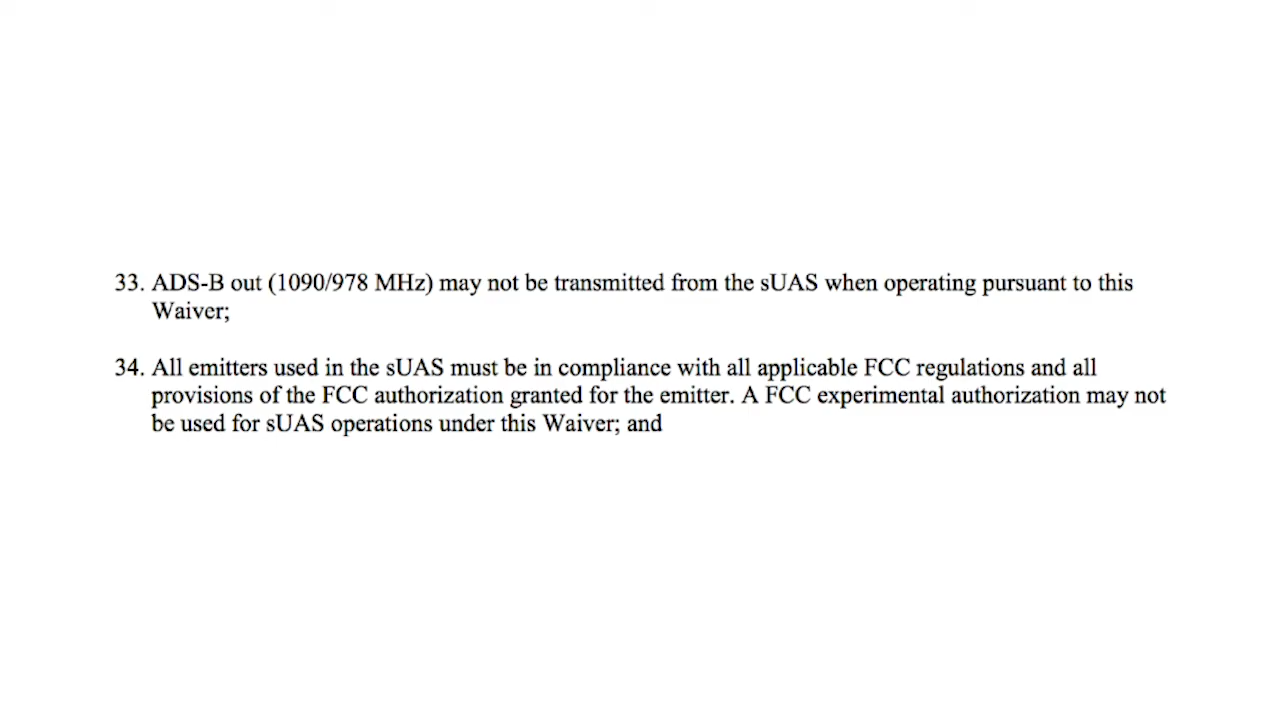 33. ADS-B out (1090/978 MHz) may not be transmitted from the sUAS when operating pursuant to this
Waiver;
34. All emitters used in the sUAS must be in compliance with all applicable FCC regulations and all
provisions of the FCC authorization granted for the emitter. A FCC experimental authorization may not
be used for sUAS operations under this Waiver; and